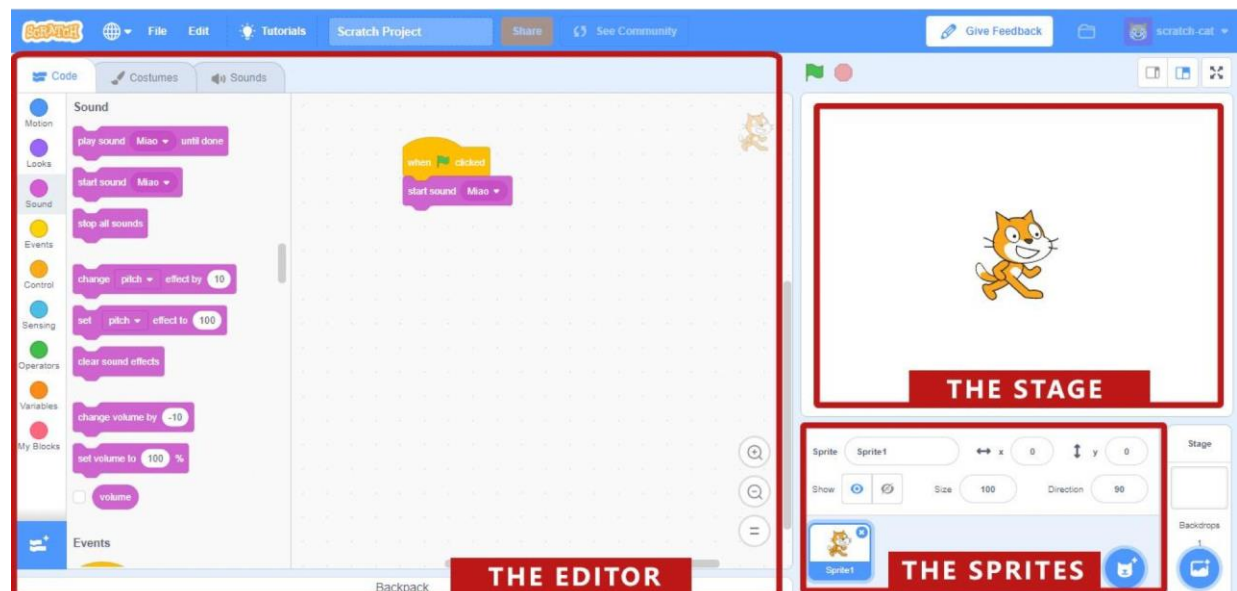 SCRATCH File Edit Tutorials Scratch Project Share See Community Give Feedback scratch-cat
Code Costumes Sounds
Motion
Looks
Sound
Events
Control
Sensing
Operators
Variables
My Blocks
Sound
play sound Miao until done
start sound Miao
stop all sounds
change pitch effect by 10
set pitch effect to 100
clear sound effects
change volume by -10
set volume to 100 %
volume
Events
when clicked
start sound Miao
Backpack
THE EDITOR
THE STAGE
Sprite Sprite1 x 0 y 0
Show Size 100 Direction 90
Sprite1
THE SPRITES
Stage
Backdrops
1